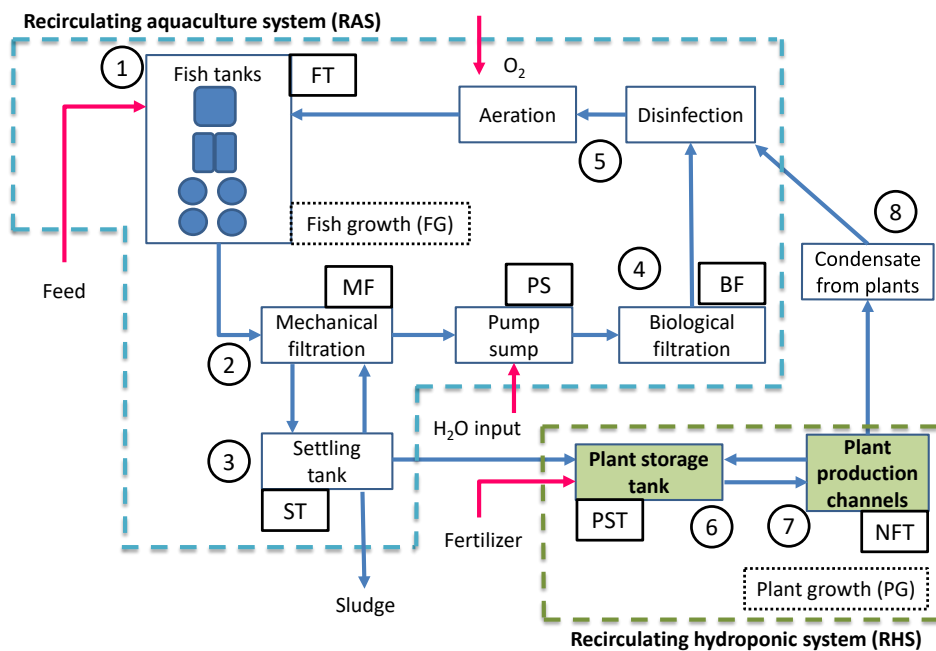 Recirculating aquaculture system (RAS)
1
Fish tanks
FT
O₂
Aeration
Disinfection
5
8
Fish growth (FG)
Feed
MF
PS
4
BF
Condensate
from plants
2
Mechanical
filtration
Pump
sump
Biological
filtration
H₂O input
3
Settling
tank
ST
Plant storage
tank
Plant
production
channels
PST
6
7
NFT
Fertilizer
Plant growth (PG)
Sludge
Recirculating hydroponic system (RHS)